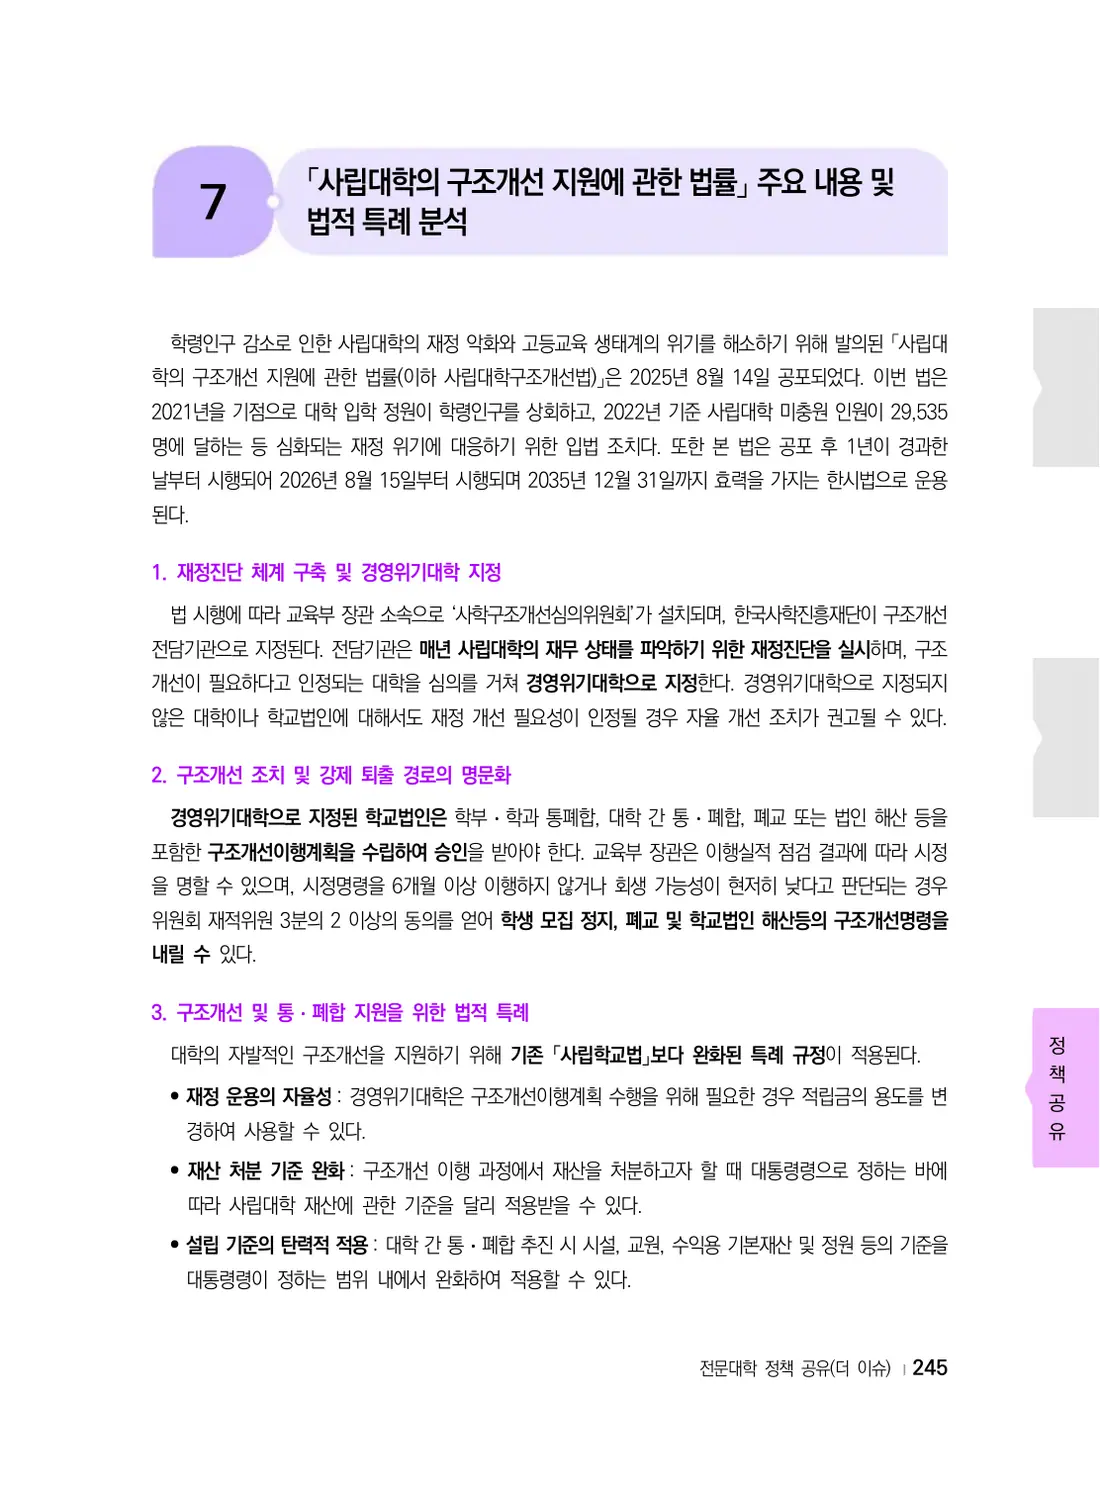 7
「사립대학의 구조개선 지원에 관한 법률」 주요 내용 및
법적 특례 분석
학령인구 감소로 인한 사립대학의 재정 악화와 고등교육 생태계의 위기를 해소하기 위해 발의된 「사립대
학의 구조개선 지원에 관한 법률(이하 사립대학구조개선법)」은 2025년 8월 14일 공포되었다. 이번 법은
2021년을 기점으로 대학 입학 정원이 학령인구를 상회하고, 2022년 기준 사립대학 미충원 인원이 29,535
명에 달하는 등 심화되는 재정 위기에 대응하기 위한 입법 조치다. 또한 본 법은 공포 후 1년이 경과한
날부터 시행되어 2026년 8월 15일부터 시행되며 2035년 12월 31일까지 효력을 가지는 한시법으로 운용
된다.
1. 재정진단 체계 구축 및 경영위기대학 지정
법 시행에 따라 교육부 장관 소속으로 ‘사학구조개선심의위원회’가 설치되며, 한국사학진흥재단이 구조개선
전담기관으로 지정된다. 전담기관은 매년 사립대학의 재무 상태를 파악하기 위한 재정진단을 실시하며, 구조
개선이 필요하다고 인정되는 대학을 심의를 거쳐 경영위기대학으로 지정한다. 경영위기대학으로 지정되지
않은 대학이나 학교법인에 대해서도 재정 개선 필요성이 인정될 경우 자율 개선 조치가 권고될 수 있다.
2. 구조개선 조치 및 강제 퇴출 경로의 명문화
경영위기대학으로 지정된 학교법인은 학부·학과 통폐합, 대학 간 통·폐합, 폐교 또는 법인 해산 등을
포함한 구조개선이행계획을 수립하여 승인을 받아야 한다. 교육부 장관은 이행실적 점검 결과에 따라 시정
을 명할 수 있으며, 시정명령을 6개월 이상 이행하지 않거나 회생 가능성이 현저히 낮다고 판단되는 경우
위원회 재적위원 3분의 2 이상의 동의를 얻어 학생 모집 정지, 폐교 및 학교법인 해산등의 구조개선명령을
내릴 수 있다.
3. 구조개선 및 통·폐합 지원을 위한 법적 특례
대학의 자발적인 구조개선을 지원하기 위해 기존 「사립학교법」보다 완화된 특례 규정이 적용된다.
• 재정 운용의 자율성 : 경영위기대학은 구조개선이행계획 수행을 위해 필요한 경우 적립금의 용도를 변
경하여 사용할 수 있다.
• 재산 처분 기준 완화 : 구조개선 이행 과정에서 재산을 처분하고자 할 때 대통령령으로 정하는 바에
따라 사립대학 재산에 관한 기준을 달리 적용받을 수 있다.
• 설립 기준의 탄력적 적용 : 대학 간 통·폐합 추진 시 시설, 교원, 수익용 기본재산 및 정원 등의 기준을
대통령령이 정하는 범위 내에서 완화하여 적용할 수 있다.
정
책
공
유
전문대학 정책 공유(더 이슈) | 245